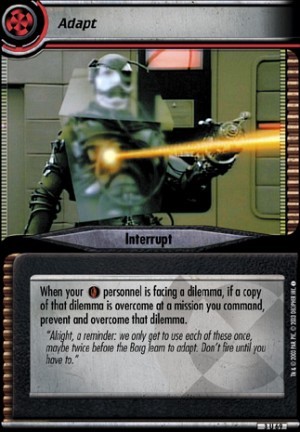 Adapt
Interrupt
When your personnel is facing a dilemma, if a copy
of that dilemma is overcome at a mission you command,
prevent and overcome that dilemma.
"Alright, a reminder: we only get to use each of these once,
maybe twice before the Borg learn to adapt. Don't fire until you
have to."
3 U 69